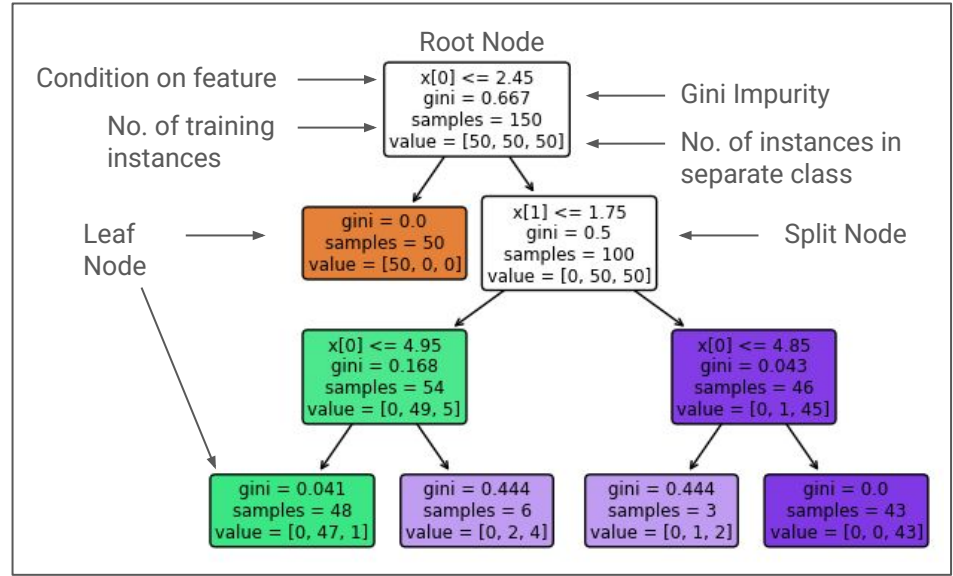 Root Node
Condition on feature
x[0] <= 2.45
gini = 0.667
samples = 150
value = [50, 50, 50]
Gini Impurity
No. of training
instances
No. of instances in
separate class
Leaf
Node
gini = 0.0
samples = 50
value = [50, 0, 0]
x[1] <= 1.75
gini = 0.5
samples = 100
value = [0, 50, 50]
Split Node
x[0] <= 4.95
gini = 0.168
samples = 54
value = [0, 49, 5]
x[0] <= 4.85
gini = 0.043
samples = 46
value = [0, 1, 45]
gini = 0.041
samples = 48
value = [0, 47, 1]
gini = 0.444
samples = 6
value = [0, 2, 4]
gini = 0.444
samples = 3
value = [0, 1, 2]
gini = 0.0
samples = 43
value = [0, 0, 43]